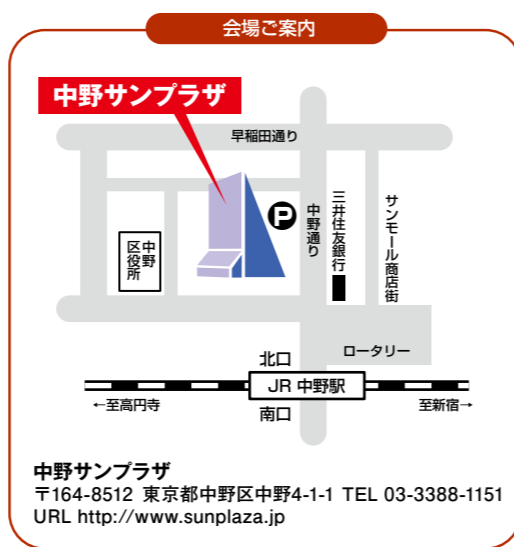 会場ご案内
中野サンプラザ
早稲田通り
P
中野通り
三井住友銀行
サンモール商店街
中野
区役所
ロータリー
北口
JR 中野駅
南口
←至高円寺
至新宿→
中野サンプラザ
〒164-8512 東京都中野区中野4-1-1 TEL 03-3388-1151
URL http://www.sunplaza.jp